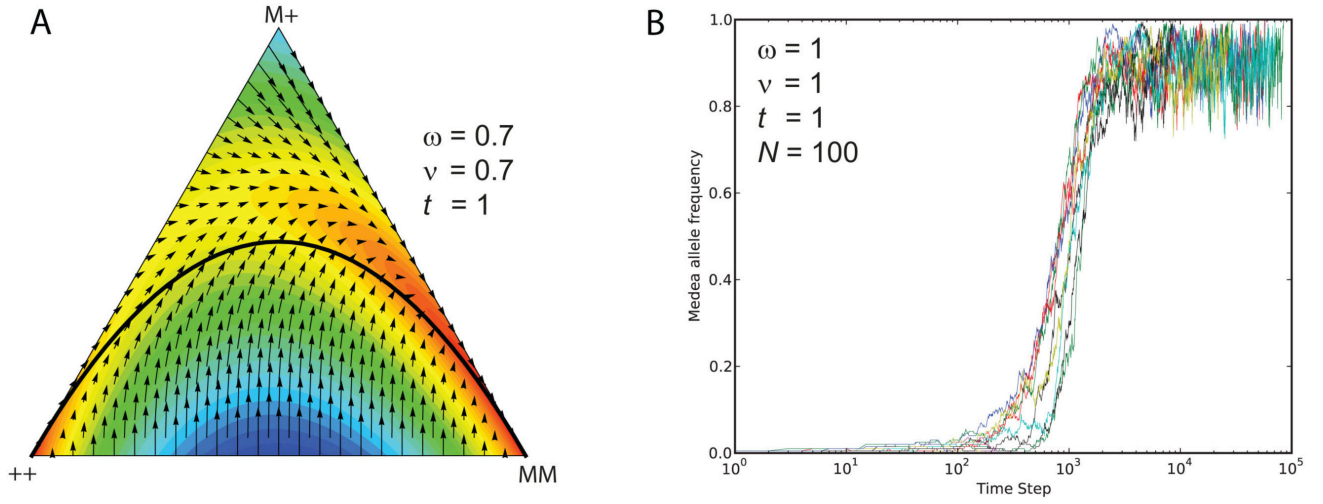 A
M+
ω = 0.7
ν = 0.7
t = 1
++
MM
B
Medea allele frequency
1.0
0.8
0.6
0.4
0.2
0.0
ω = 1
ν = 1
t = 1
N = 100
10^0
10^1
10^2
10^3
10^4
10^5
Time Step